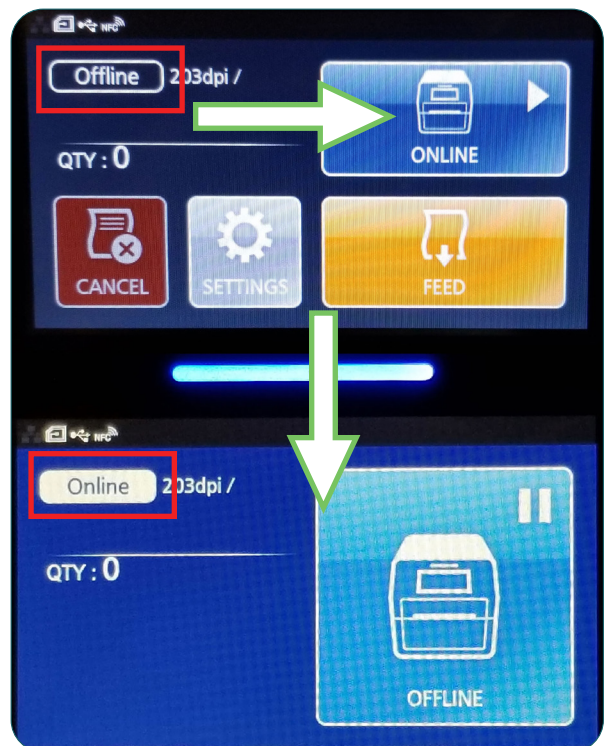 NFC
Offline 203dpi /
ONLINE
QTY : 0
CANCEL SETTINGS FEED
NFC
Online 203dpi /
QTY : 0
OFFLINE